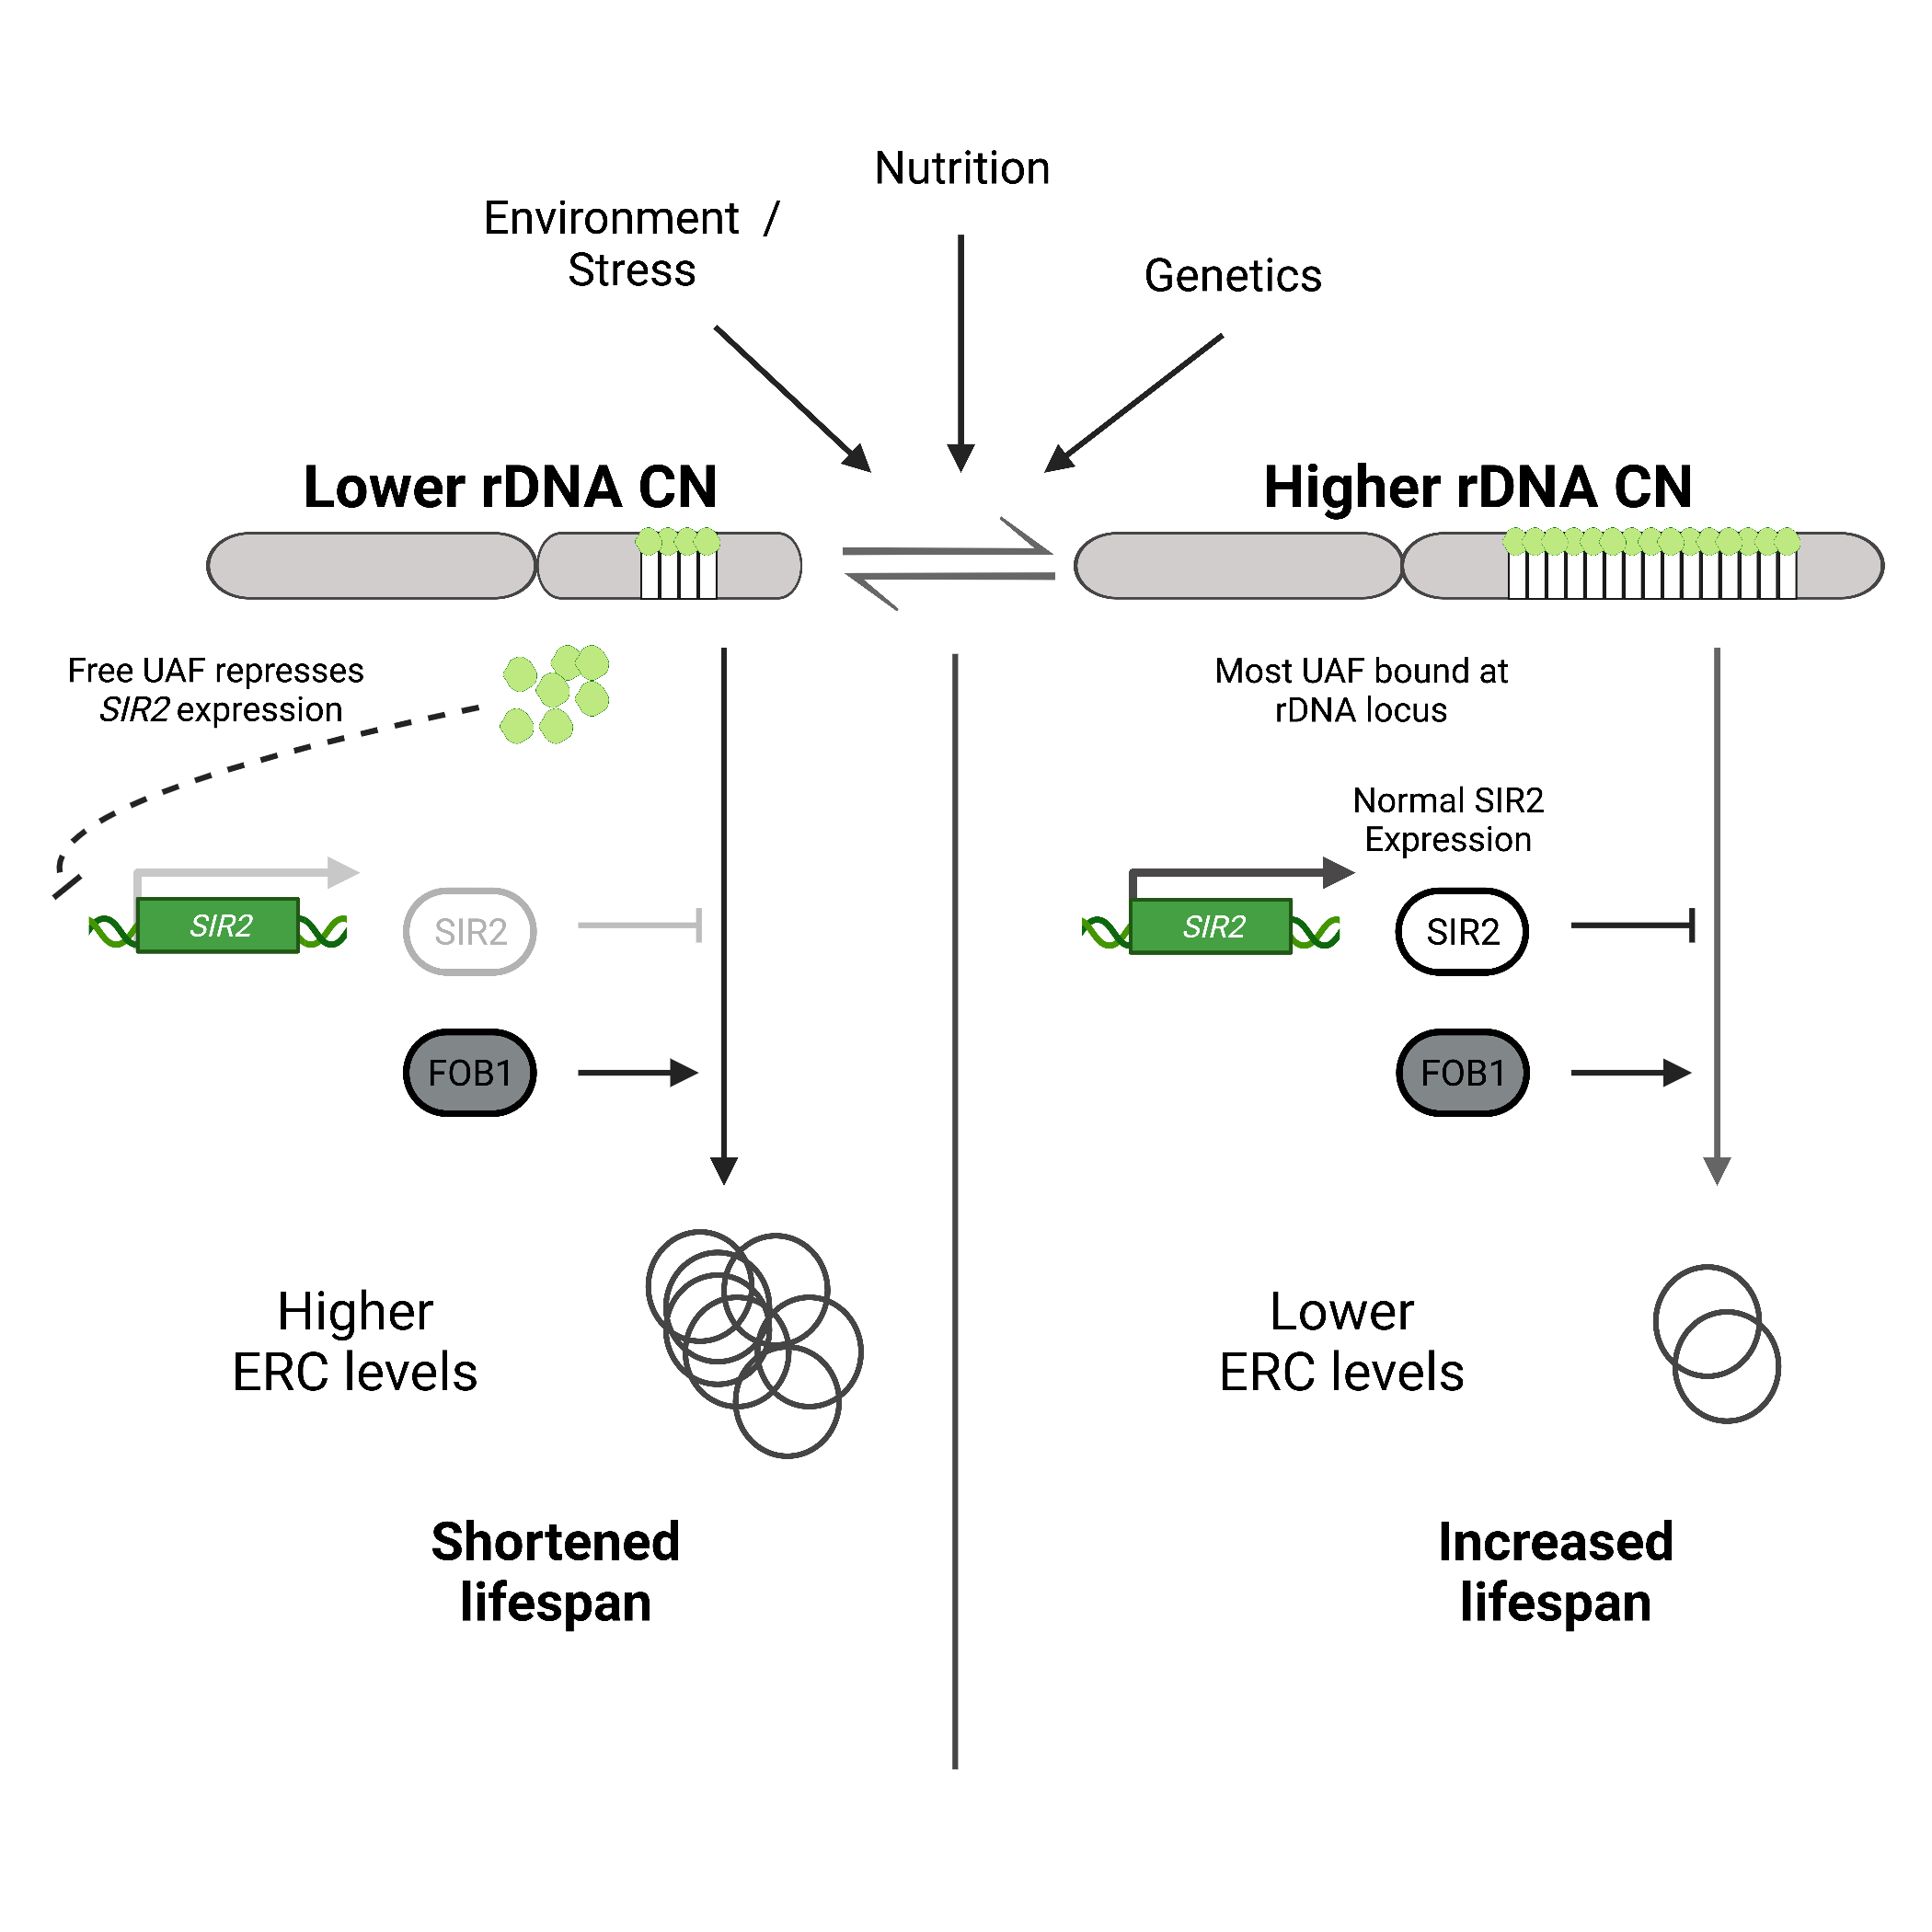 Nutrition
Environment /
Stress
Genetics
Lower rDNA CN
Higher rDNA CN
Free UAF represses
SIR2 expression
Most UAF bound at
rDNA locus
Normal SIR2
Expression
SIR2
SIR2
SIR2
SIR2
FOB1
FOB1
Higher
ERC levels
Lower
ERC levels
Shortened
lifespan
Increased
lifespan